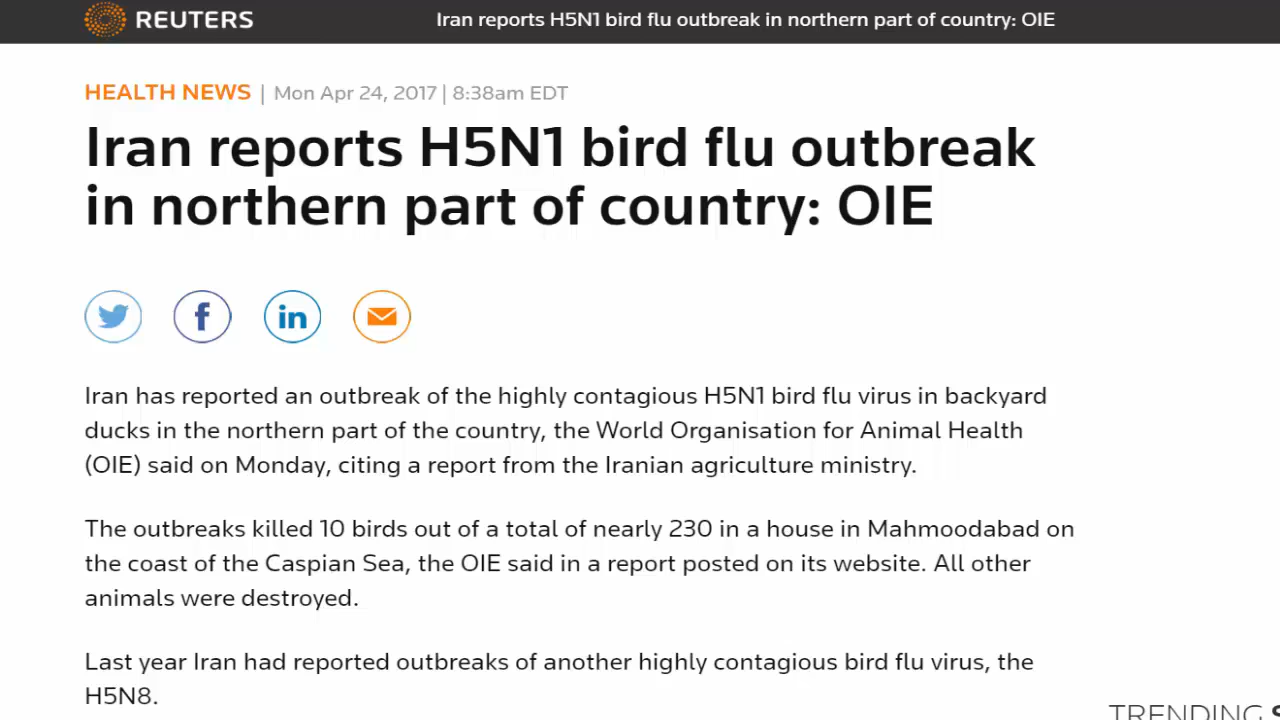 REUTERS
Iran reports H5N1 bird flu outbreak in northern part of country: OIE
HEALTH NEWS | Mon Apr 24, 2017 | 8:38am EDT
Iran reports H5N1 bird flu outbreak
in northern part of country: OIE
f
in
Iran has reported an outbreak of the highly contagious H5N1 bird flu virus in backyard
ducks in the northern part of the country, the World Organisation for Animal Health
(OIE) said on Monday, citing a report from the Iranian agriculture ministry.
The outbreaks killed 10 birds out of a total of nearly 230 in a house in Mahmoodabad on
the coast of the Caspian Sea, the OIE said in a report posted on its website. All other
animals were destroyed.
Last year Iran had reported outbreaks of another highly contagious bird flu virus, the
H5N8.
TRENDING